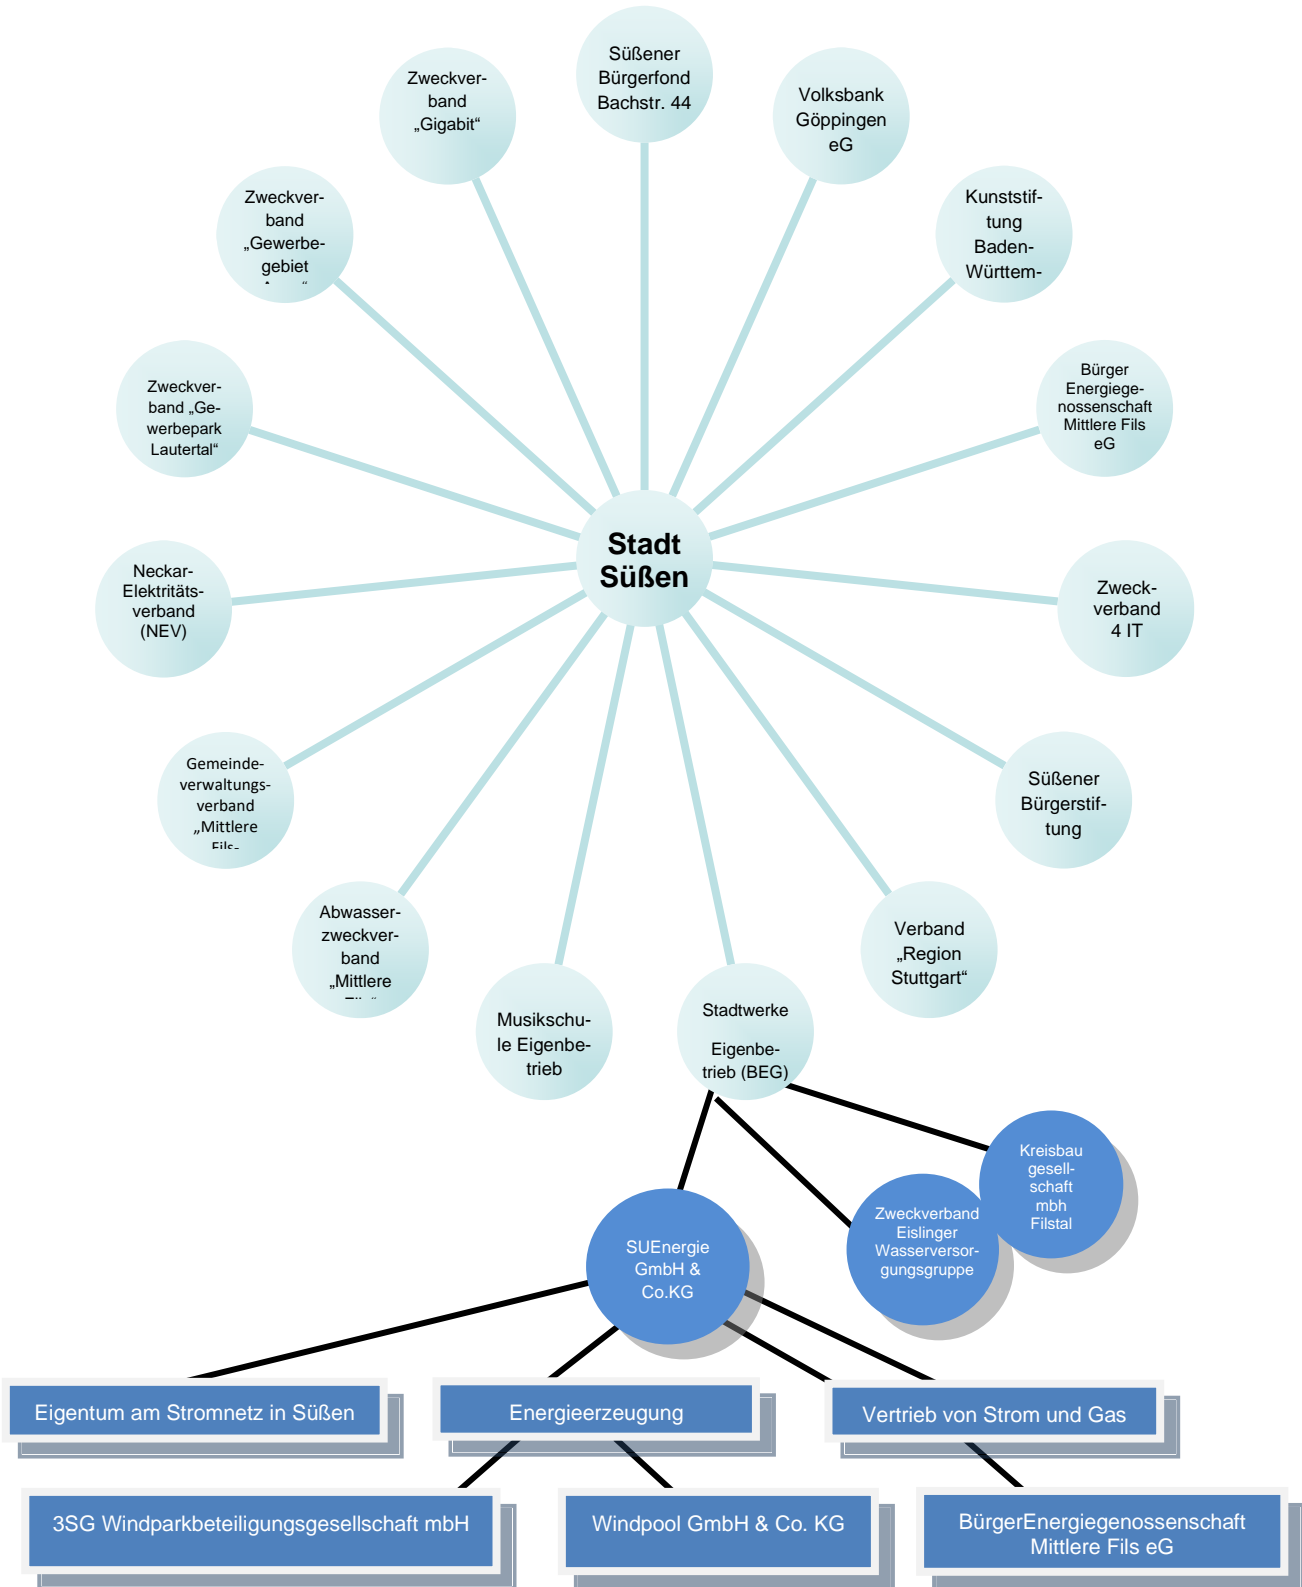 Süßener
Bürgerfond
Bachstr. 44
Volksbank
Göppingen
eG
Kunststif-
tung
Baden-
Württem-
Bürger
Energiege-
nossenschaft
Mittlere Fils
eG
Zweck-
verband
4 IT
Süßener
Bürgerstif-
tung
Verband
„Region
Stuttgart“
Stadtwerke
Eigenbe-
trieb (BEG)
Musikschu-
le Eigenbe-
trieb
Abwasser-
zweckver-
band
„Mittlere
Gemeinde-
verwaltungs-
verband
„Mittlere
Fils-
Neckar-
Elektritäts-
verband
(NEV)
Zweckver-
band „Ge-
werbepark
Lautertal“
Zweckver-
band
„Gewerbe-
gebiet
Zweckver-
band
„Gigabit“
Stadt
Süßen
Kreisbau
gesell-
schaft
mbh
Filstal
Zweckverband
Eislinger
Wasserversor-
gungsgruppe
SUEnergie
GmbH &
Co.KG
Eigentum am Stromnetz in Süßen
Energieerzeugung
Vertrieb von Strom und Gas
3SG Windparkbeteiligungsgesellschaft mbH
Windpool GmbH & Co. KG
BürgerEnergiegenossenschaft
Mittlere Fils eG